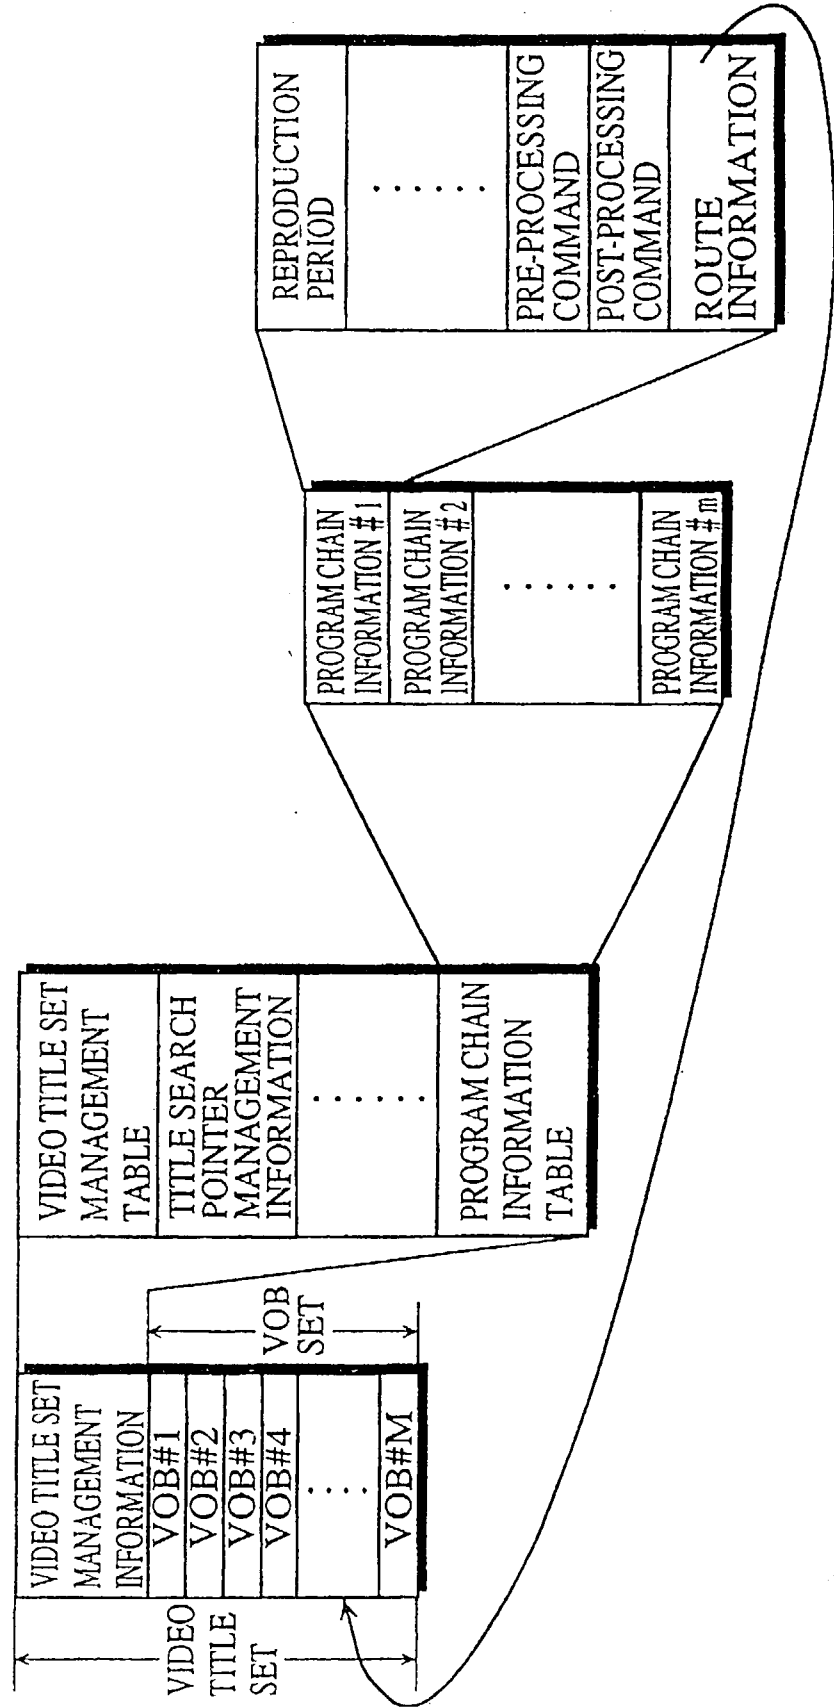 VIDEO
TITLE
SET
VIDEO TITLE SET
MANAGEMENT
INFORMATION
VOB#1
VOB#2
VOB#3
VOB#4
. . . .
VOB#M
VOB
SET
VIDEO TITLE SET
MANAGEMENT
TABLE
TITLE SEARCH
POINTER
MANAGEMENT
INFORMATION
. . . . . .
PROGRAM CHAIN
INFORMATION
TABLE
PROGRAM CHAIN
INFORMATION # 1
PROGRAM CHAIN
INFORMATION # 2
. . . . . .
PROGRAM CHAIN
INFORMATION # m
REPRODUCTION
PERIOD
. . . . . .
PRE-PROCESSING
COMMAND
POST-PROCESSING
COMMAND
ROUTE
INFORMATION